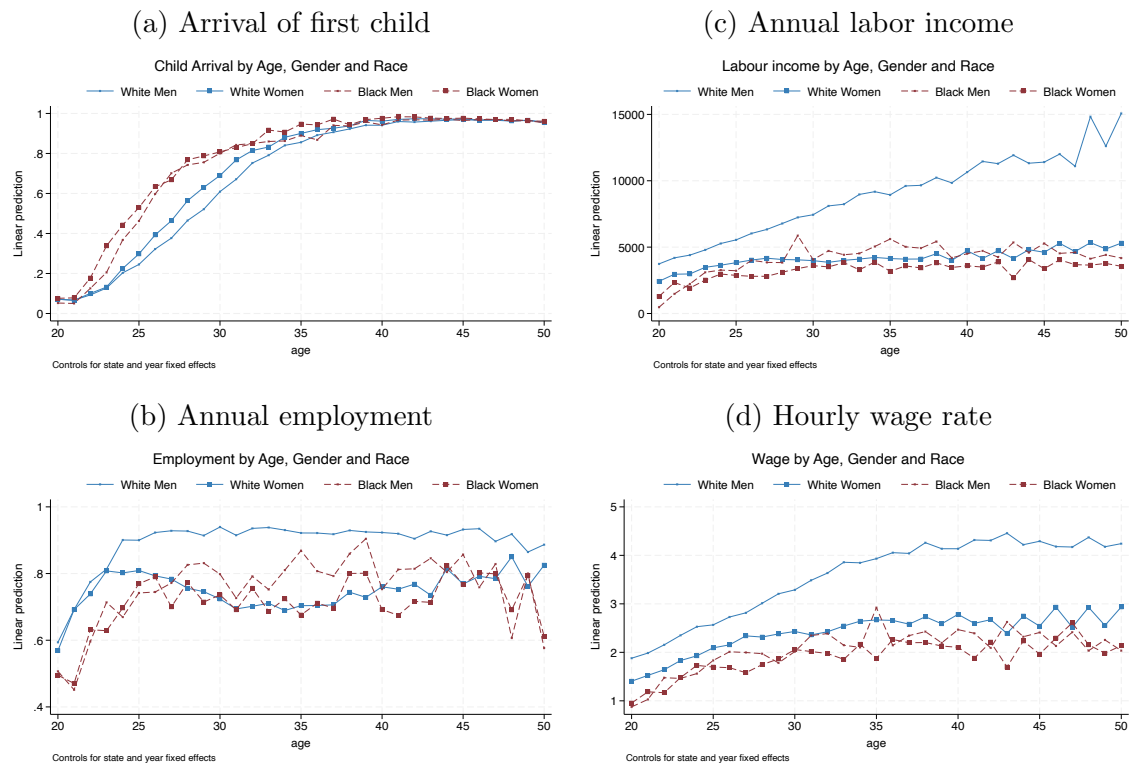 (a) Arrival of first child
Child Arrival by Age, Gender and Race
White Men White Women Black Men Black Women
Linear prediction
1
.8
.6
.4
.2
0
20 25 30 35 40 45 50
age
Controls for state and year fixed effects
(c) Annual labor income
Labour income by Age, Gender and Race
White Men White Women Black Men Black Women
Linear prediction
15000
10000
5000
0
20 25 30 35 40 45 50
age
Controls for state and year fixed effects
(b) Annual employment
Employment by Age, Gender and Race
White Men White Women Black Men Black Women
Linear prediction
1
.8
.6
.4
20 25 30 35 40 45 50
age
Controls for state and year fixed effects
(d) Hourly wage rate
Wage by Age, Gender and Race
White Men White Women Black Men Black Women
Linear prediction
5
4
3
2
1
20 25 30 35 40 45 50
age
Controls for state and year fixed effects